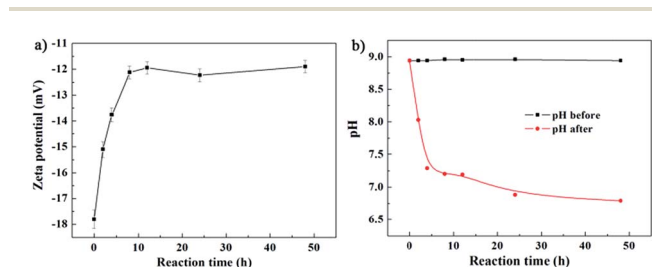 a)
-11
-12
-13
-14
-15
-16
-17
-18
Zeta potential (mV)
0 10 20 30 40 50
Reaction time (h)
b)
9.0
8.5
8.0
7.5
7.0
6.5
pH
pH before
pH after
0 10 20 30 40 50
Reaction time (h)